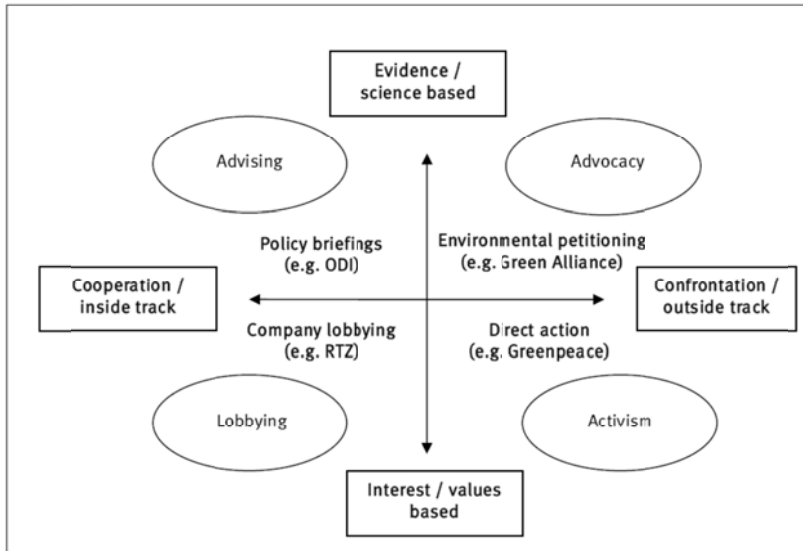 Evidence /
science based
Advising
Advocacy
Policy briefings
(e.g. ODI)
Environmental petitioning
(e.g. Green Alliance)
Cooperation /
inside track
Confrontation /
outside track
Company lobbying
(e.g. RTZ)
Direct action
(e.g. Greenpeace)
Lobbying
Activism
Interest / values
based